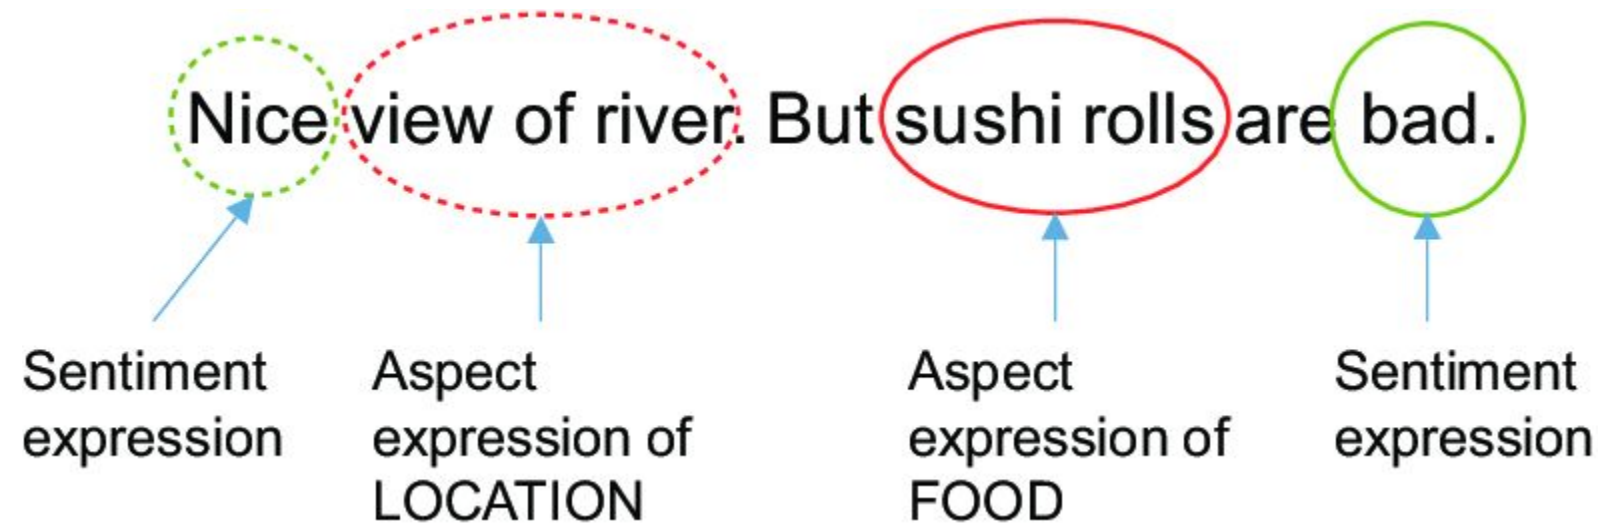 Nice view of river. But sushi rolls are bad.
Sentiment
expression
Aspect
expression of
LOCATION
Aspect
expression of
FOOD
Sentiment
expression